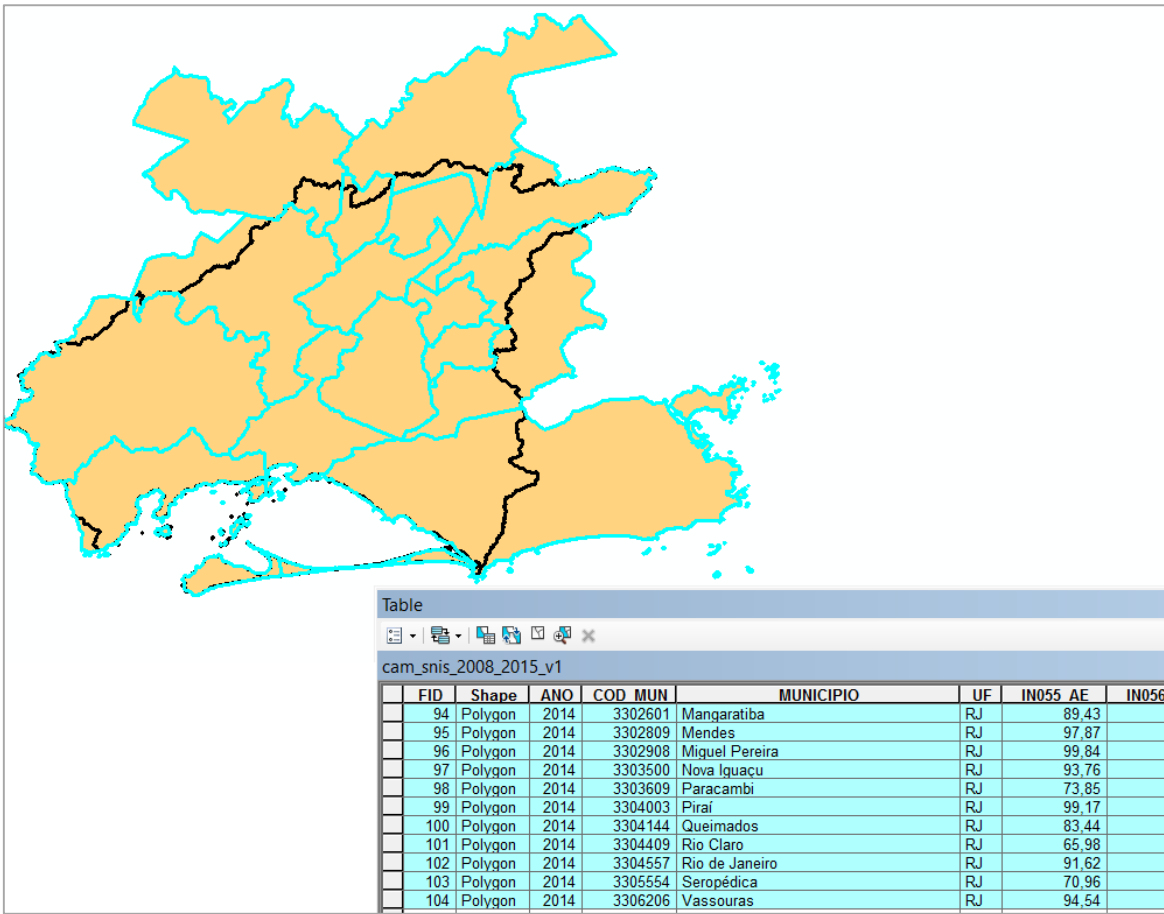 Table
cam_snis_2008_2015_v1
FID Shape ANO COD_MUN MUNICIPIO UF IN055_AE IN056
94 Polygon 2014 3302601 Mangaratiba RJ 89,43
95 Polygon 2014 3302809 Mendes RJ 97,87
96 Polygon 2014 3302908 Miguel Pereira RJ 99,84
97 Polygon 2014 3303500 Nova Iguaçu RJ 93,76
98 Polygon 2014 3303609 Paracambi RJ 73,85
99 Polygon 2014 3304003 Piraí RJ 99,17
100 Polygon 2014 3304144 Queimados RJ 83,44
101 Polygon 2014 3304409 Rio Claro RJ 65,98
102 Polygon 2014 3304557 Rio de Janeiro RJ 91,62
103 Polygon 2014 3305554 Seropédica RJ 70,96
104 Polygon 2014 3306206 Vassouras RJ 94,54